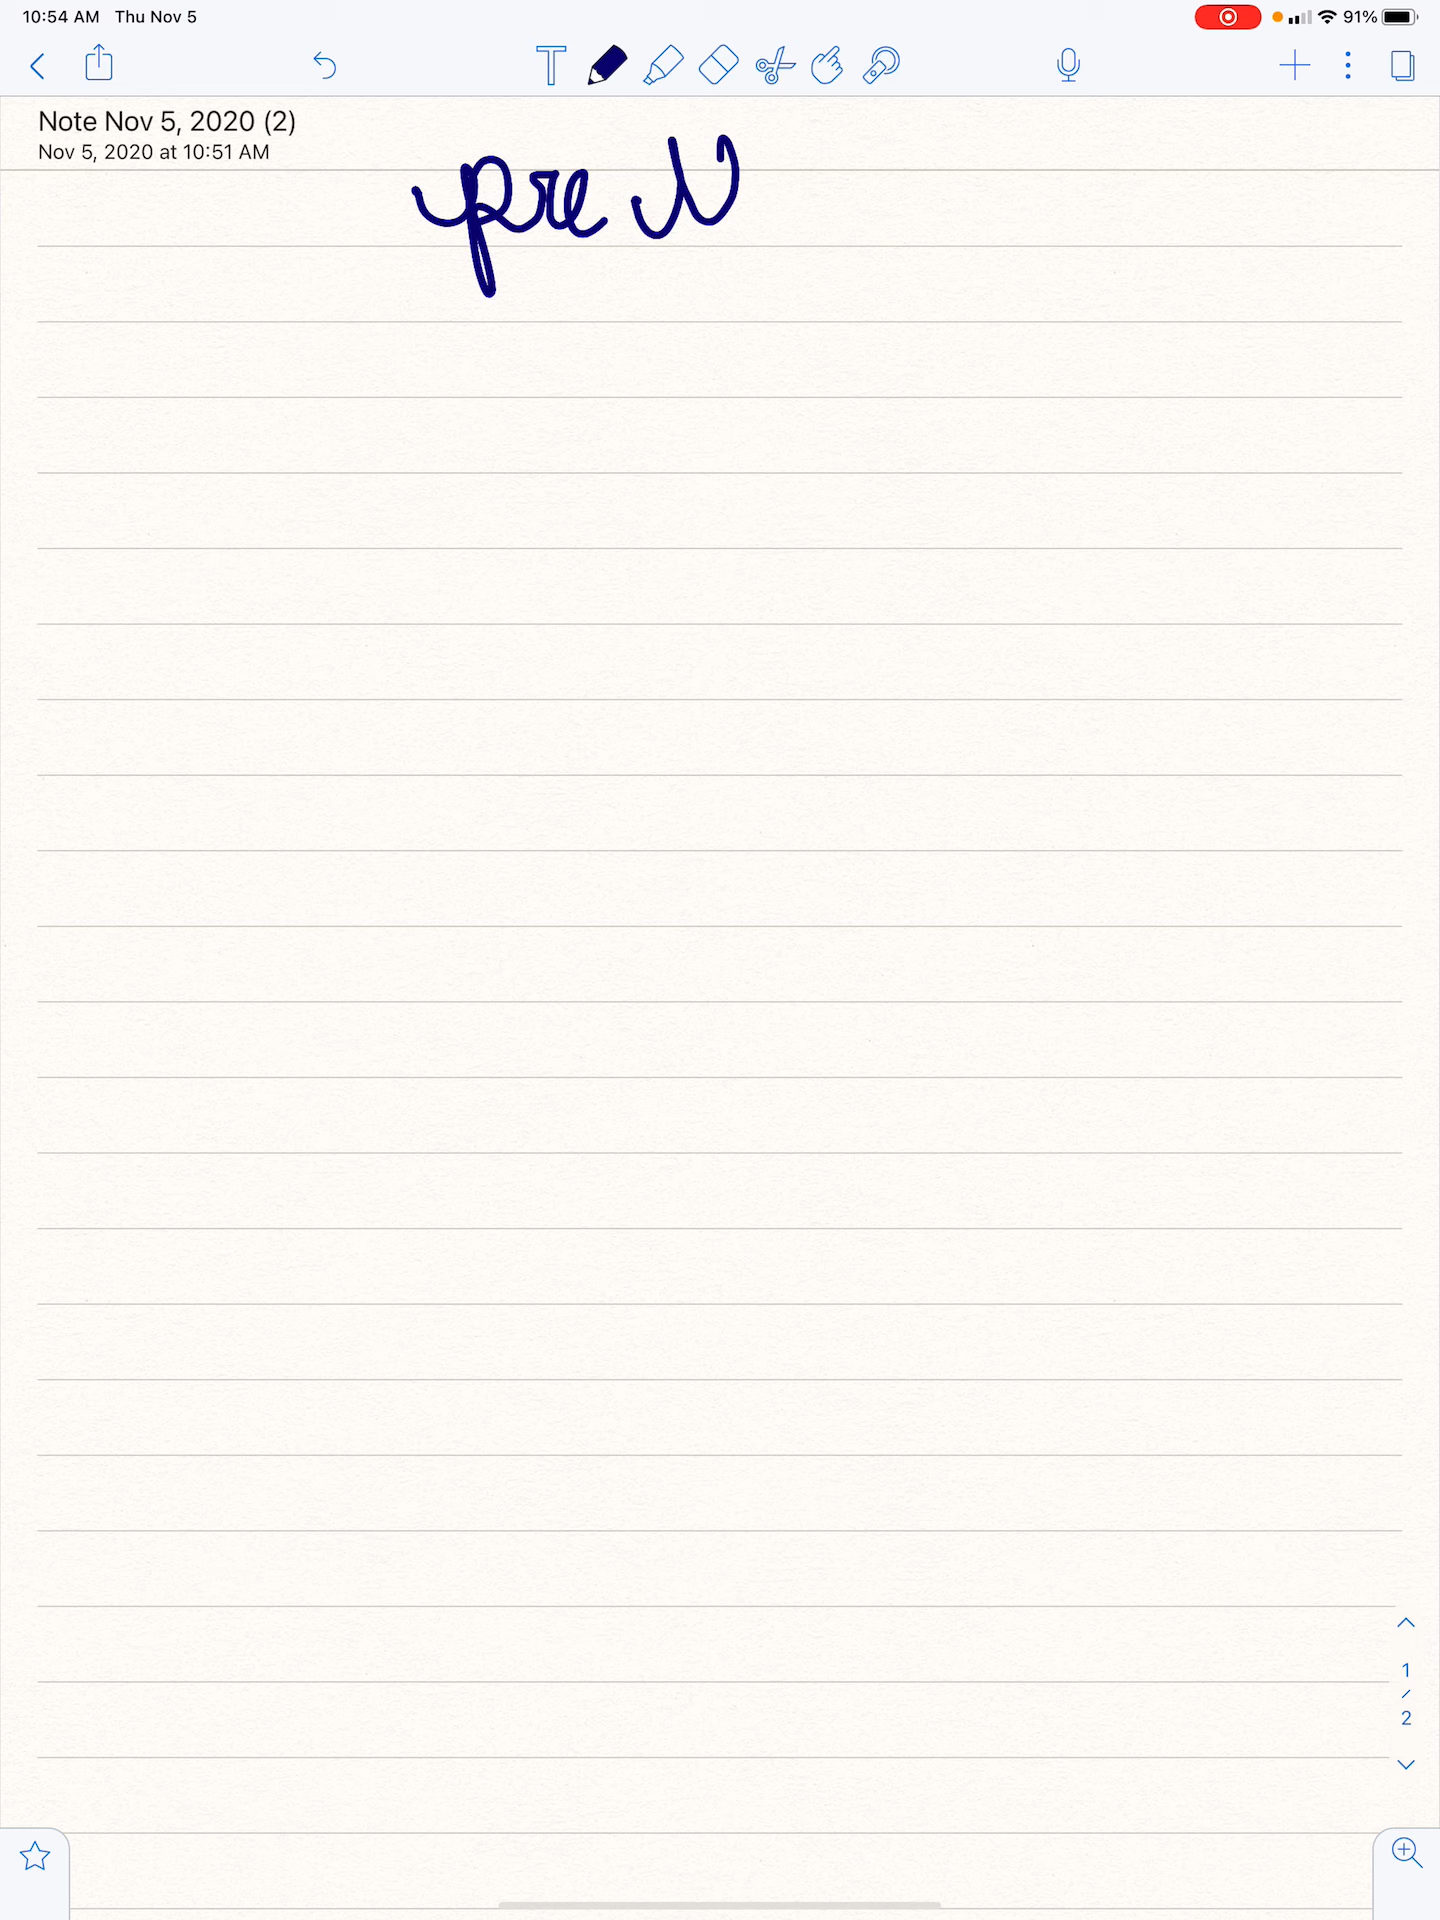 10:54 AM Thu Nov 5
91%
Note Nov 5, 2020 (2)
Nov 5, 2020 at 10:51 AM
pre
1
/
2